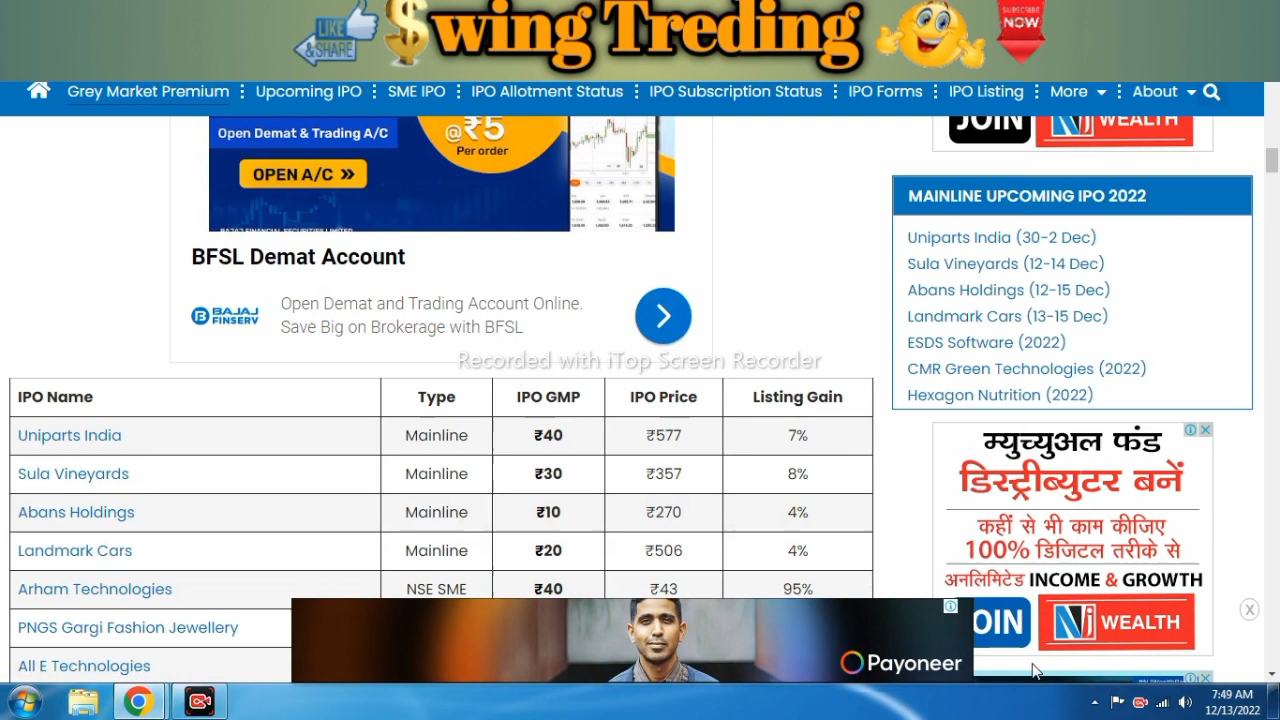 LIKE
& SHARE
$wing Treding
SUBSCRIBE
NOW
Grey Market Premium
Upcoming IPO
SME IPO
IPO Allotment Status
IPO Subscription Status
IPO Forms
IPO Listing
More
About
Open Demat & Trading A/C
@₹5
Per order
OPEN A/C
BAJAJ FINANCIAL SECURITIES LIMITED
BFSL Demat Account
BAJAJ
FINSERV
Open Demat and Trading Account Online.
Save Big on Brokerage with BFSL
Recorded with iTop Screen Recorder
JOIN
Nj WEALTH
MAINLINE UPCOMING IPO 2022
Uniparts India (30-2 Dec)
Sula Vineyards (12-14 Dec)
Abans Holdings (12-15 Dec)
Landmark Cars (13-15 Dec)
ESDS Software (2022)
CMR Green Technologies (2022)
Hexagon Nutrition (2022)
IPO Name Type IPO GMP IPO Price Listing Gain
Uniparts India Mainline ₹40 ₹577 7%
Sula Vineyards Mainline ₹30 ₹357 8%
Abans Holdings Mainline ₹10 ₹270 4%
Landmark Cars Mainline ₹20 ₹506 4%
Arham Technologies NSE SME ₹40 ₹43 95%
PNGS Gargi Fashion Jewellery
All E Technologies
म्युच्युअल फंड
डिस्ट्रीब्युटर बनें
कहीं से भी काम कीजिए
100% डिजिटल तरीके से
अनलिमिटेड INCOME & GROWTH
JOIN
Nj WEALTH
Payoneer
X
7:49 AM
12/13/2022